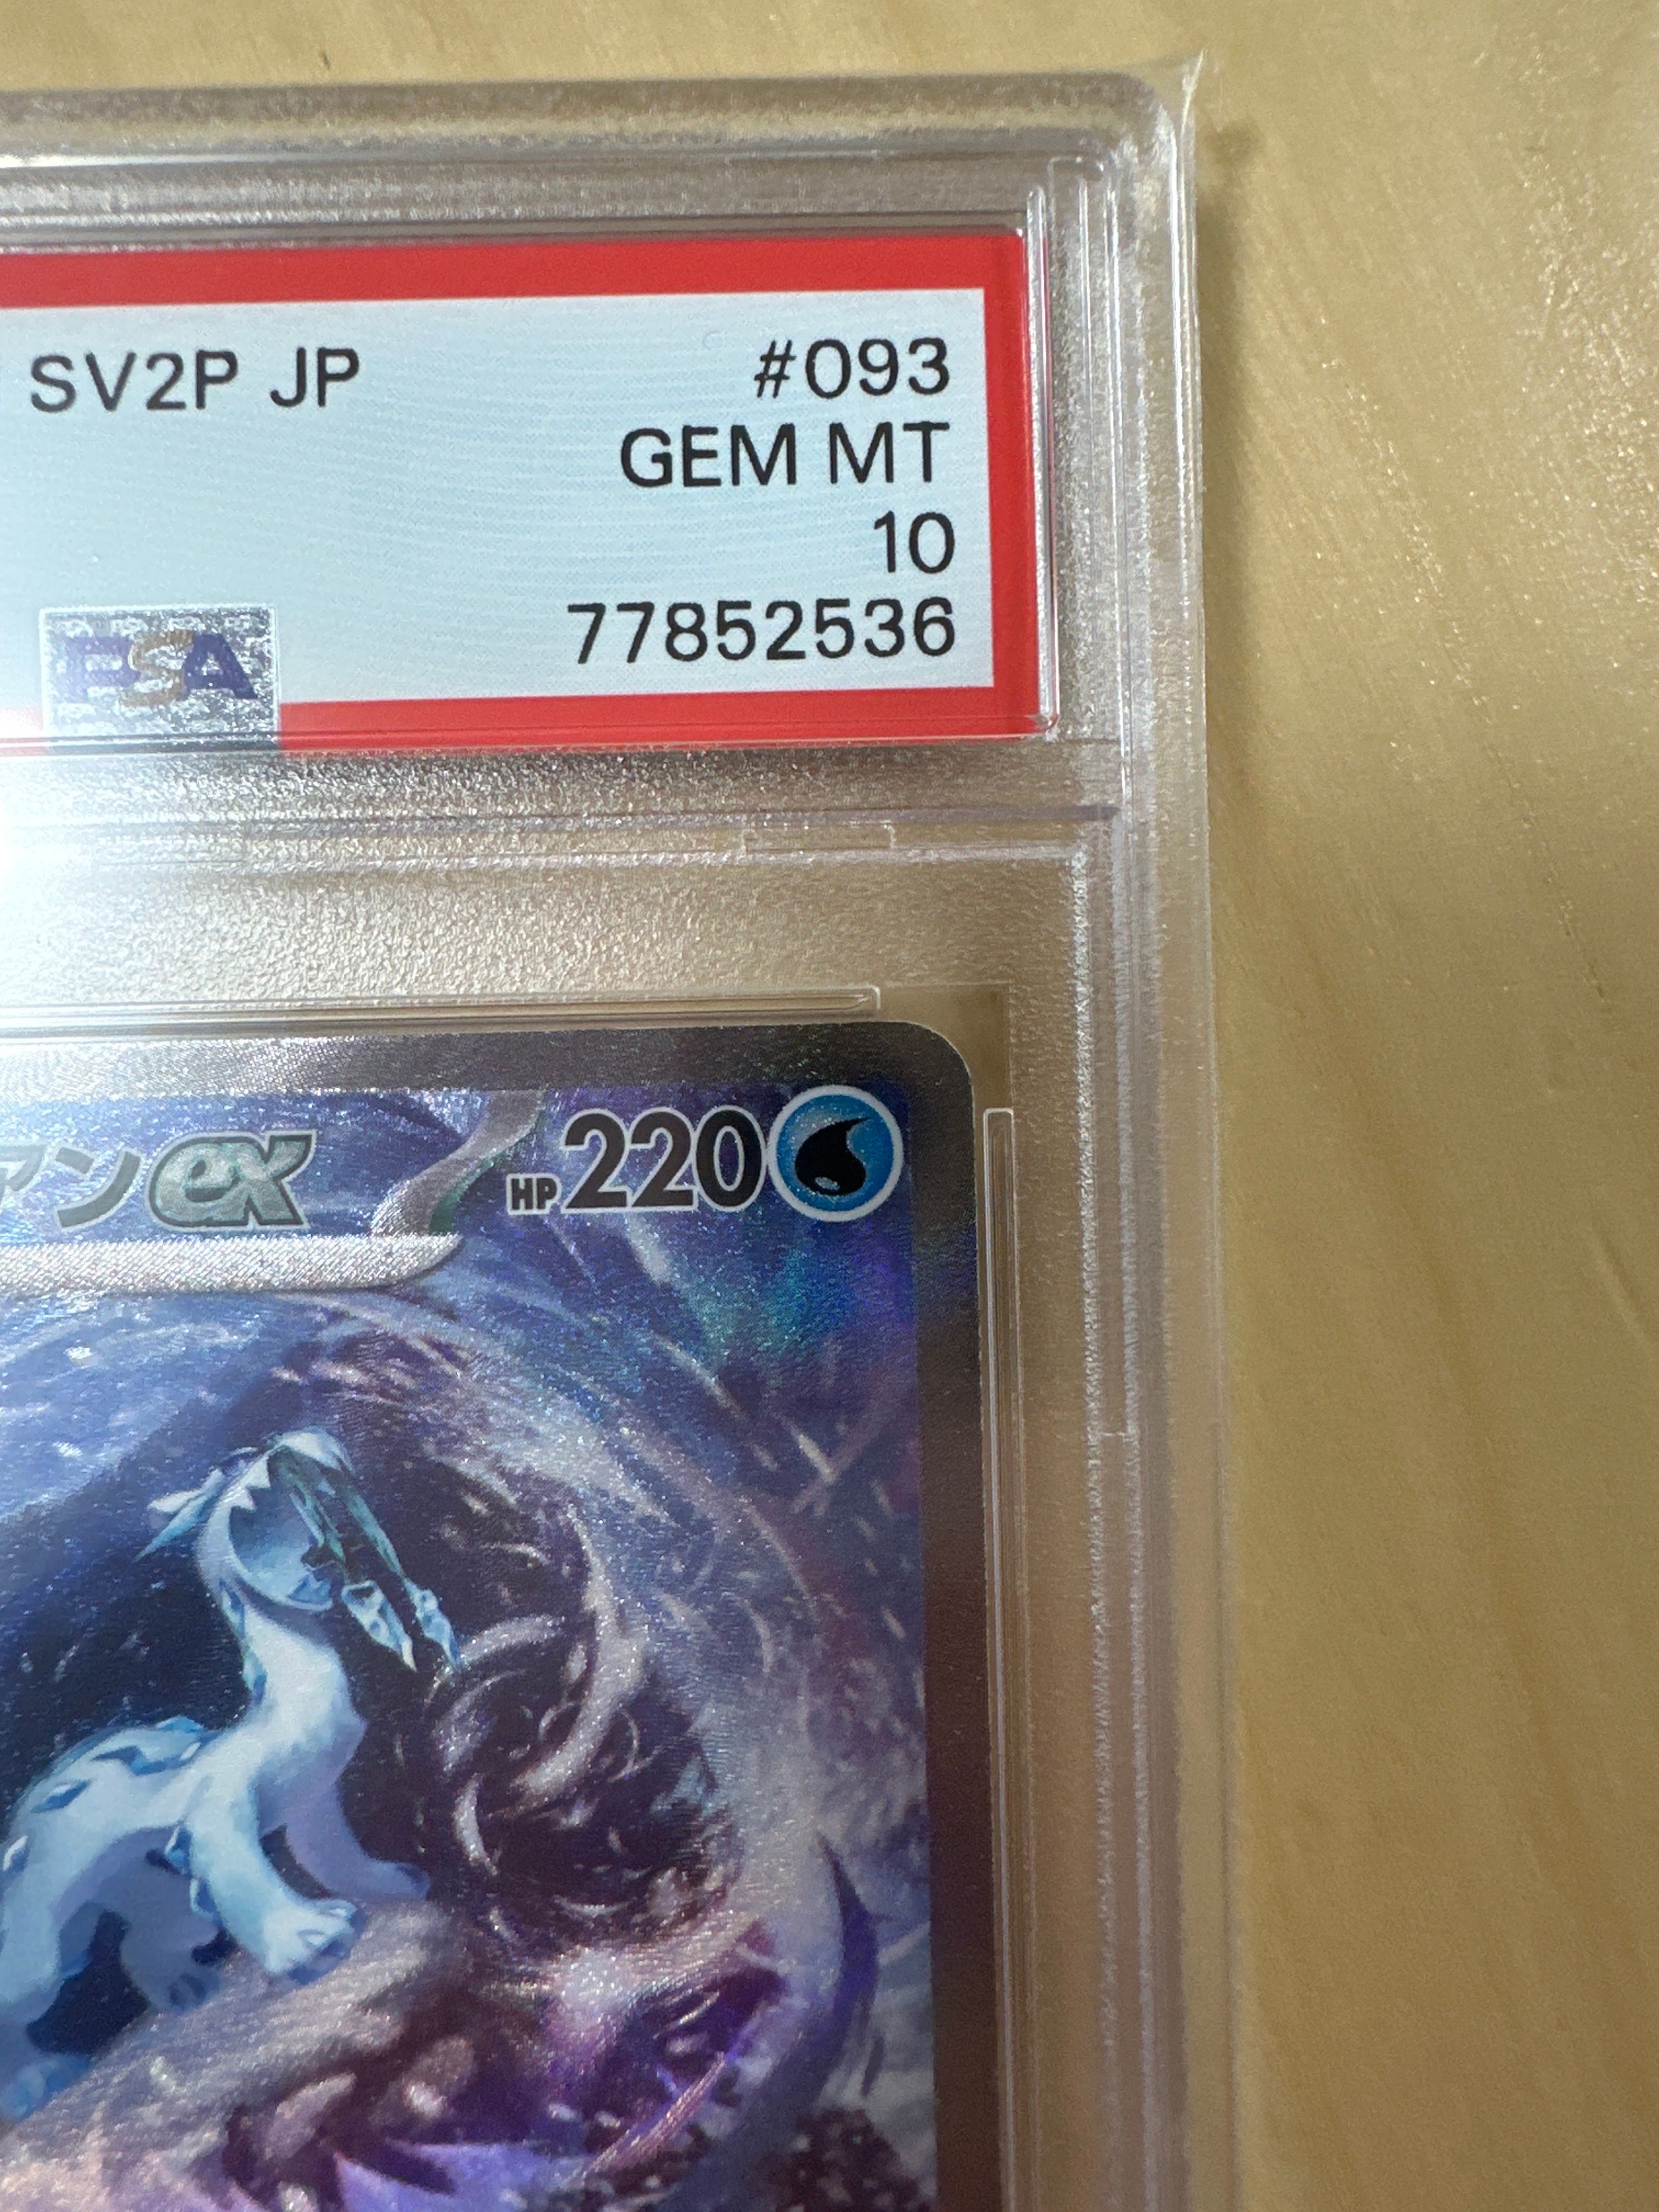 SV2P JP #093
GEM MT
10
77852536
PSA
アンex HP220